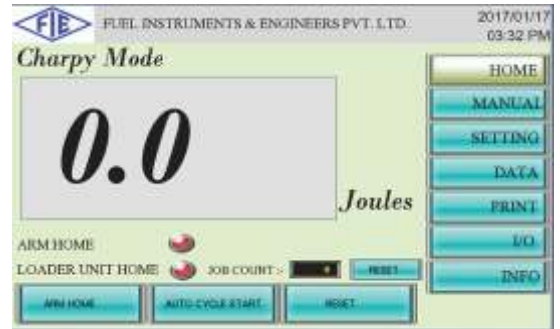 FIE
FUEL INSTRUMENTS & ENGINEERS PVT. LTD.
2017/01/17
03:32 PM
Charpy Mode
0.0
Joules
HOME
MANUAL
SETTING
DATA
PRINT
I/O
INFO
ARM HOME
LOADER UNIT HOME
JOB COUNT :-
RESET
ARM HOME
AUTO CYCLE START
RESET